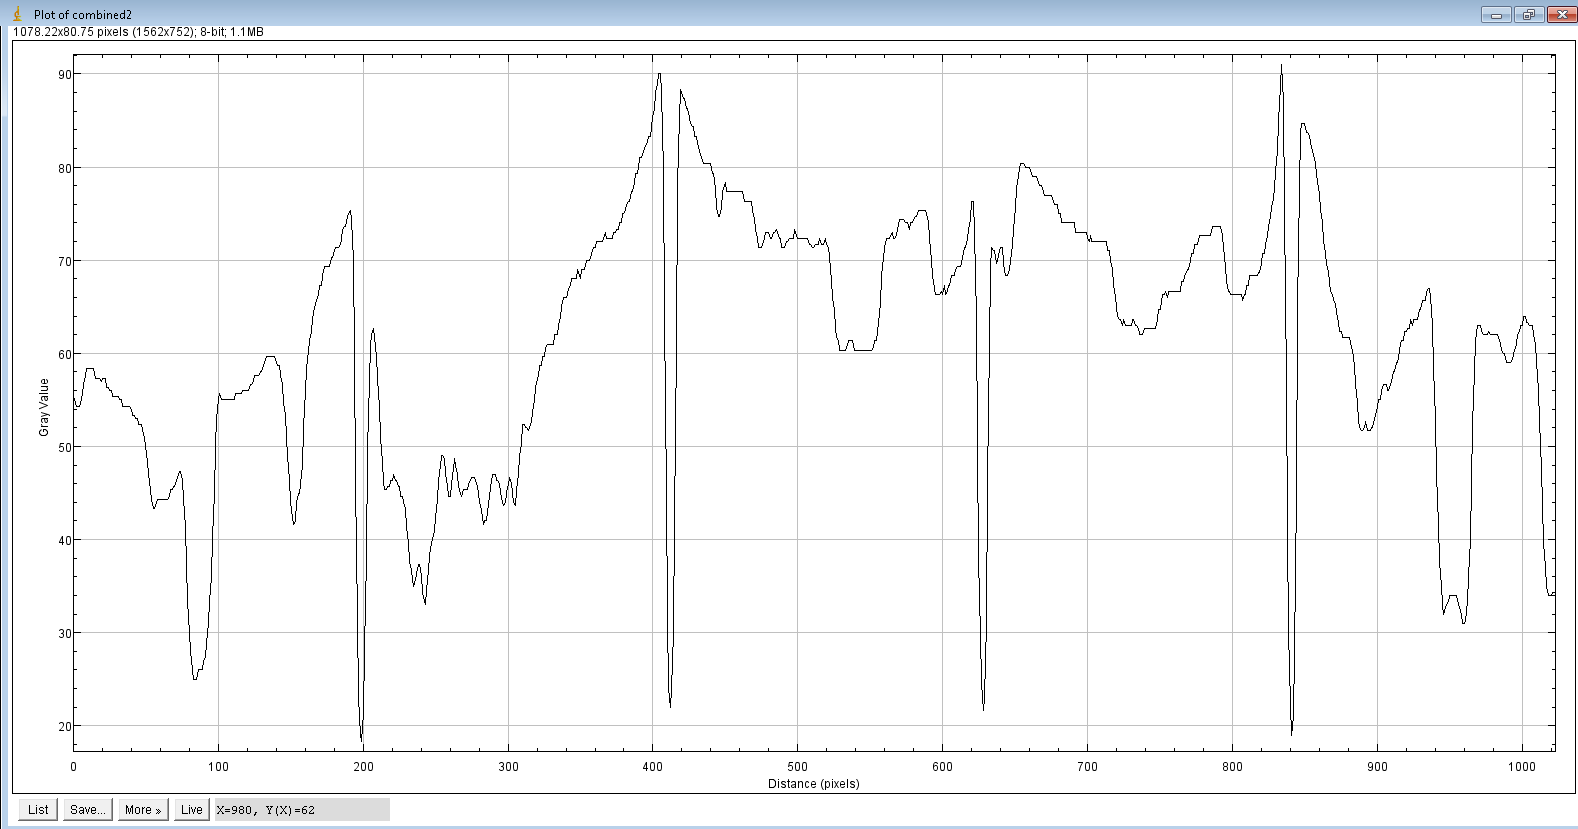 Plot of combined2
1078.22x80.75 pixels (1562x752); 8-bit; 1.1MB
90
80
70
60
50
40
30
20
Gray Value
0 100 200 300 400 500 600 700 800 900 1000
Distance (pixels)
List Save... More » Live X=980, Y(X)=62